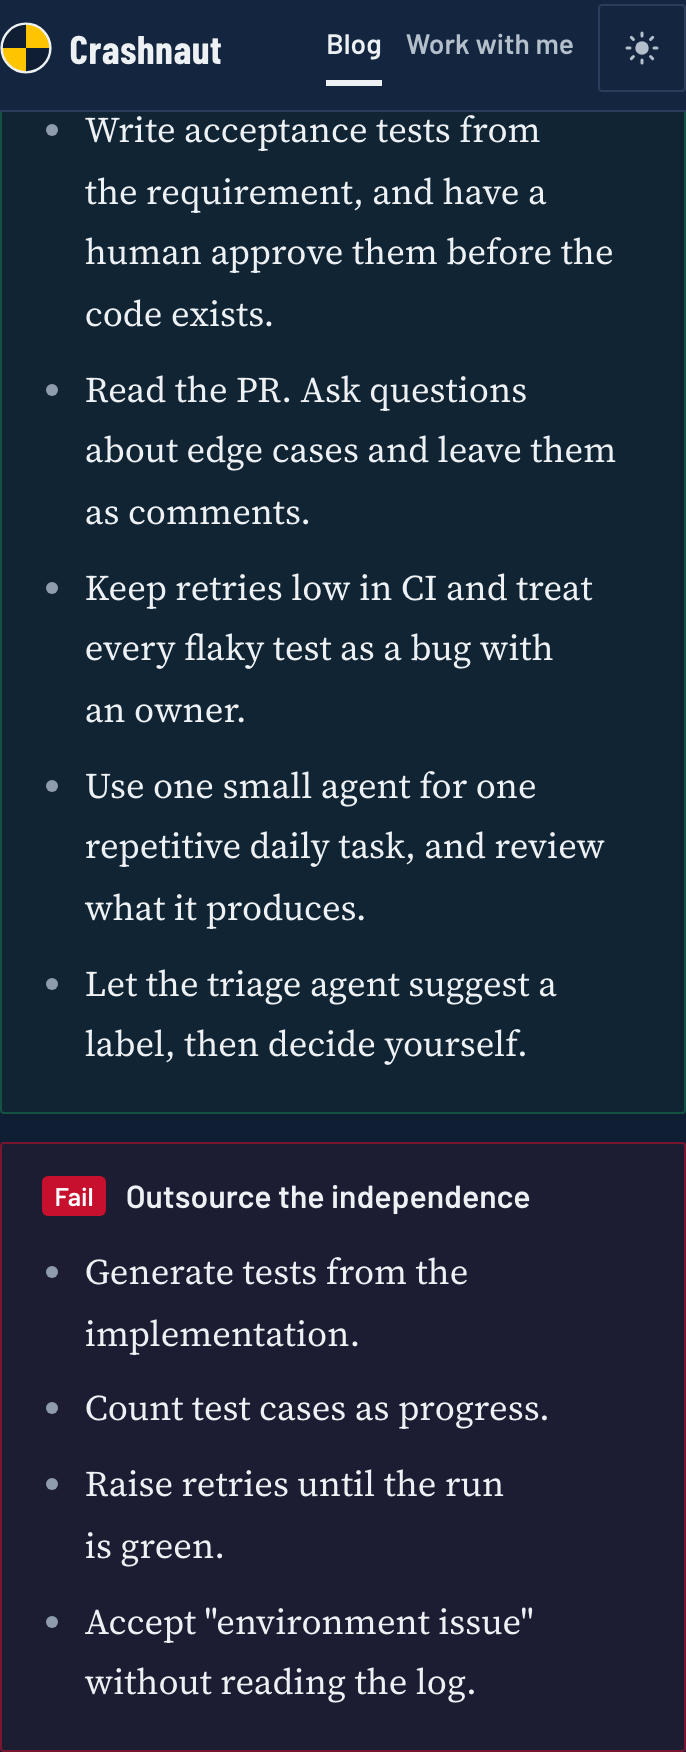 Crashnaut
Blog
Work with me
Write acceptance tests from
the requirement, and have a
human approve them before the
code exists.
Read the PR. Ask questions
about edge cases and leave them
as comments.
Keep retries low in CI and treat
every flaky test as a bug with
an owner.
Use one small agent for one
repetitive daily task, and review
what it produces.
Let the triage agent suggest a
label, then decide yourself.
Fail Outsource the independence
Generate tests from the
implementation.
Count test cases as progress.
Raise retries until the run
is green.
Accept "environment issue"
without reading the log.